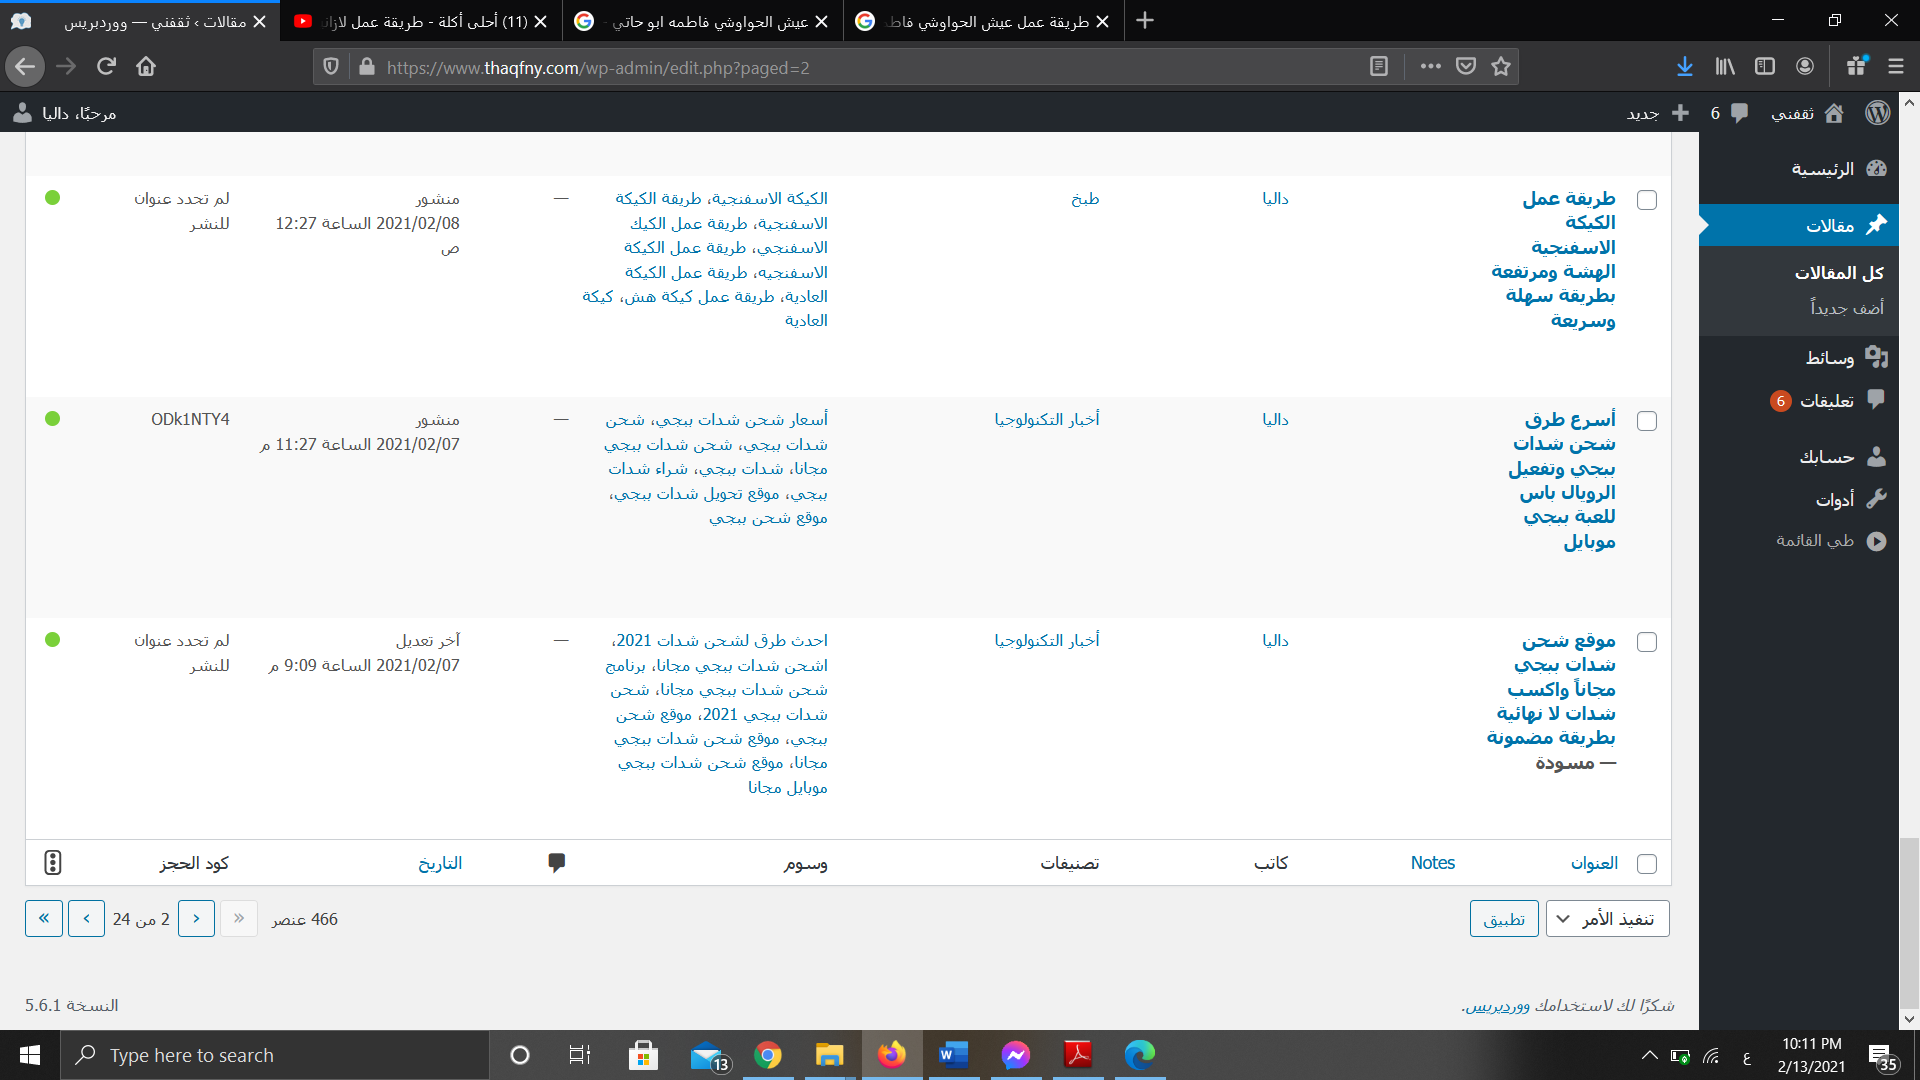 مقالات ‹ ثقفني — ووردبريس
(11) أحلى أكلة - طريقة عمل لازان
عيش الحواوشي فاطمه ابو حاتي -
طريقة عمل عيش الحواوشي فاط
https://www.thaqfny.com/wp-admin/edit.php?paged=2
ثقفني
6
جديد
مرحبًا، داليا
الرئيسية
مقالات
كل المقالات
أضف جديداً
وسائط
تعليقات 6
حسابك
أدوات
طي القائمة
طريقة عمل
الكيكة
الاسفنجية
الهشة ومرتفعة
بطريقة سهلة
وسريعة
داليا
طبخ
الكيكة الاسفنجية، طريقة الكيكة
الاسفنجية، طريقة عمل الكيك
الاسفنجي، طريقة عمل الكيكة
الاسفنجيه، طريقة عمل الكيكة
العادية، طريقة عمل كيكة هش، كيكة
العادية
—
منشور
2021/02/08 الساعة 12:27
ص
لم تحدد عنوان
للنشر
أسرع طرق
شحن شدات
ببجي وتفعيل
الرويال باس
للعبة ببجي
موبايل
داليا
أخبار التكنولوجيا
أسعار شحن شدات ببجي، شحن
شدات ببجي، شحن شدات ببجي
مجانا، شدات ببجي، شراء شدات
ببجي، موقع تحويل شدات ببجي،
موقع شحن ببجي
—
منشور
2021/02/07 الساعة 11:27 م
ODk1NTY4
موقع شحن
شدات ببجي
مجاناً واكسب
شدات لا نهائية
بطريقة مضمونة
— مسودة
داليا
أخبار التكنولوجيا
احدث طرق لشحن شدات 2021،
اشحن شدات ببجي مجانا، برنامج
شحن شدات ببجي مجانا، شحن
شدات ببجي 2021، موقع شحن
ببجي، موقع شحن شدات ببجي
مجانا، موقع شحن شدات ببجي
موبايل مجانا
—
آخر تعديل
2021/02/07 الساعة 9:09 م
لم تحدد عنوان
للنشر
العنوان
Notes
كاتب
تصنيفات
وسوم
التاريخ
كود الحجز
تنفيذ الأمر
تطبيق
466 عنصر
« ‹ 2 من 24 › »
شكرًا لك لاستخدامك ووردبريس.
النسخة 5.6.1
Type here to search
13
ع
10:11 PM
2/13/2021
35